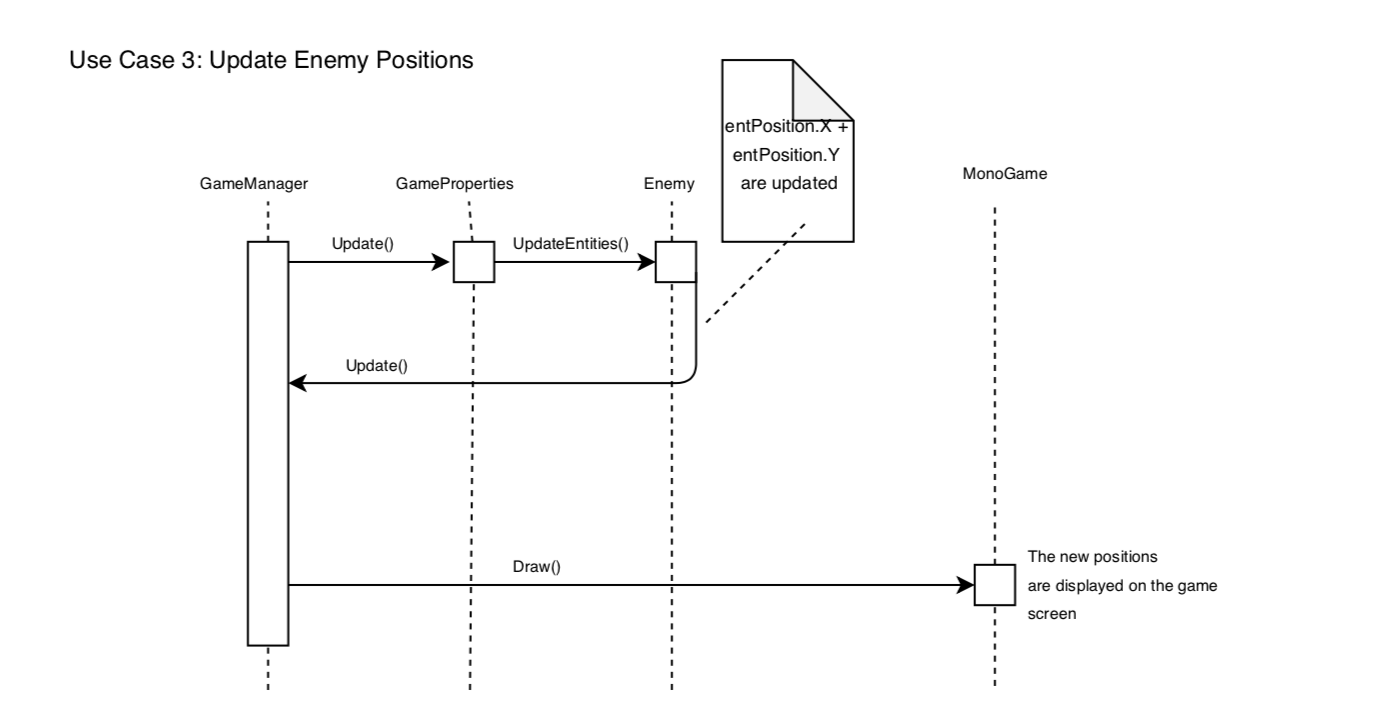 Use Case 3: Update Enemy Positions
entPosition.X +
entPosition.Y
are updated
GameManager
GameProperties
Enemy
MonoGame
Update()
UpdateEntities()
Update()
Draw()
The new positions
are displayed on the game
screen